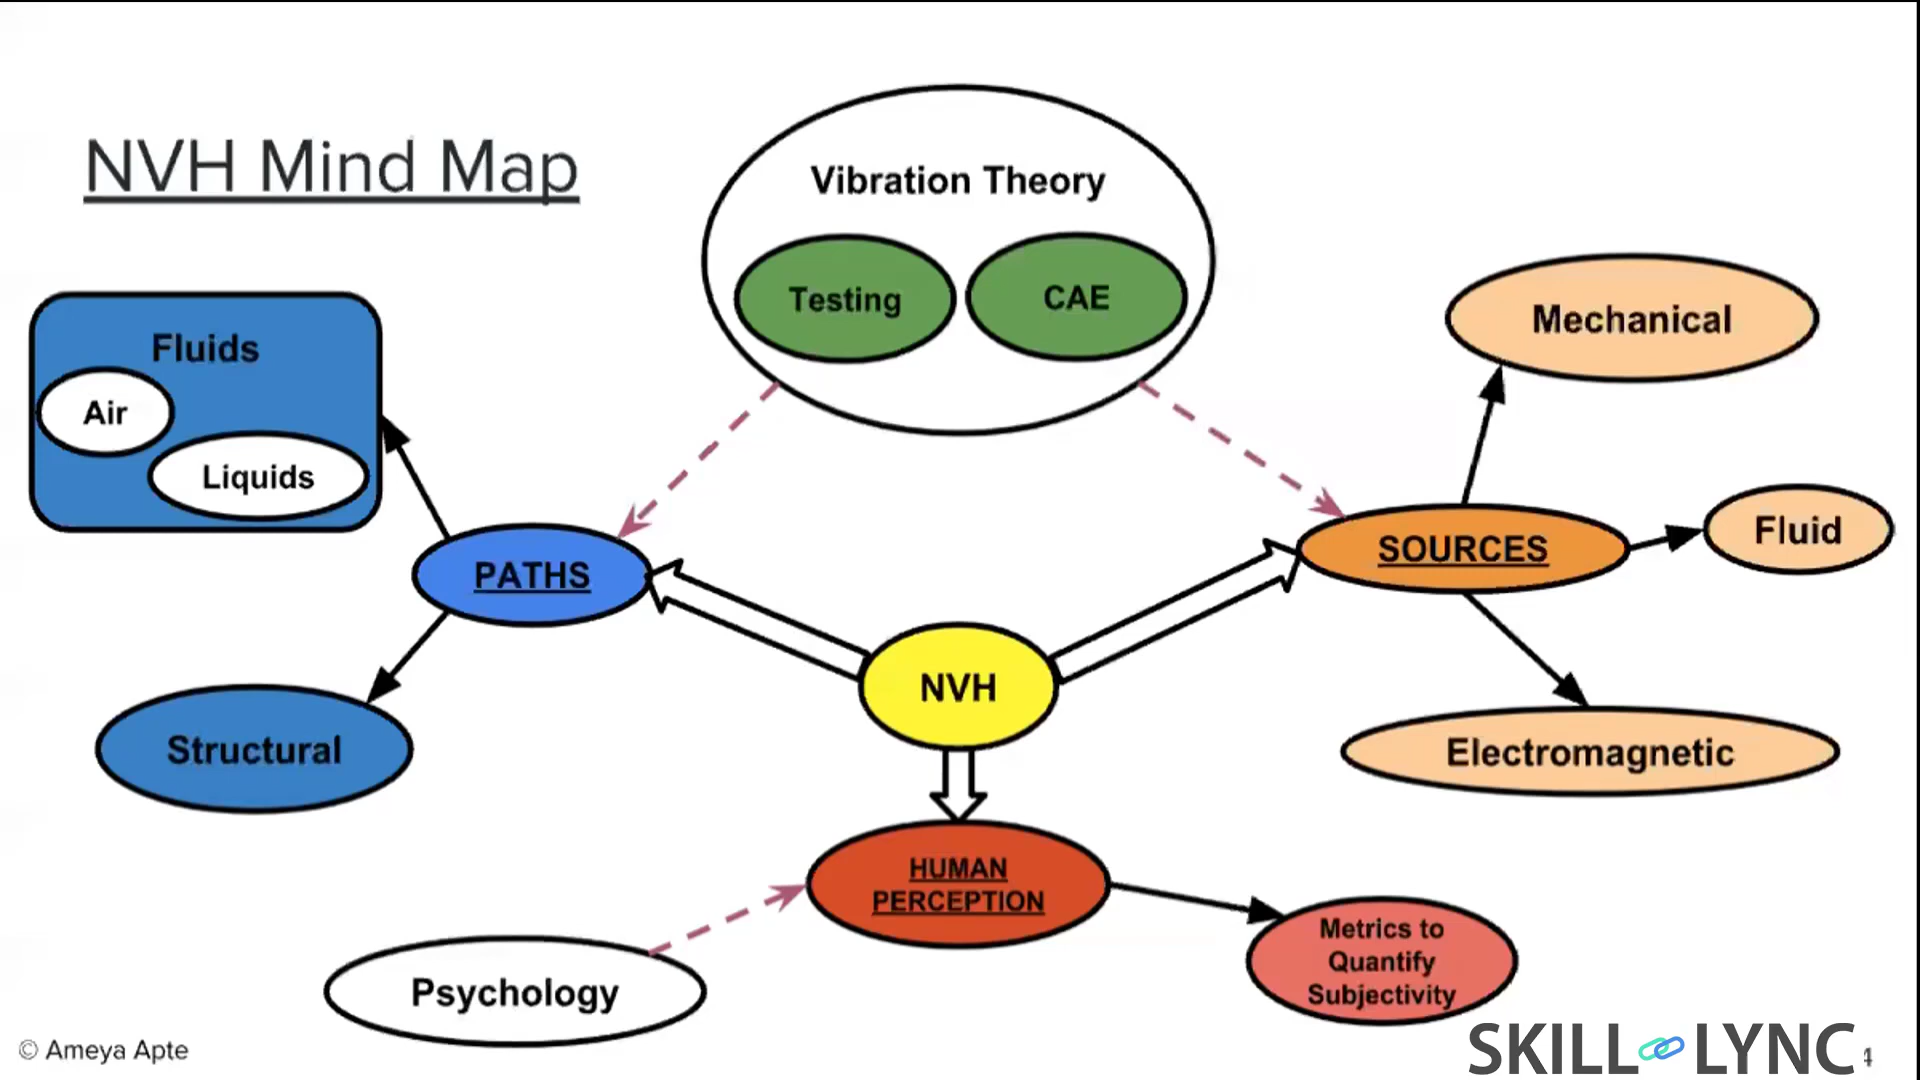 NVH Mind Map
Vibration Theory
Testing
CAE
Mechanical
Fluids
Air
Liquids
Fluid
PATHS
SOURCES
NVH
Structural
Electromagnetic
HUMAN
PERCEPTION
Metrics to
Quantify
Subjectivity
Psychology
© Ameya Apte
SKILL LYNC
4